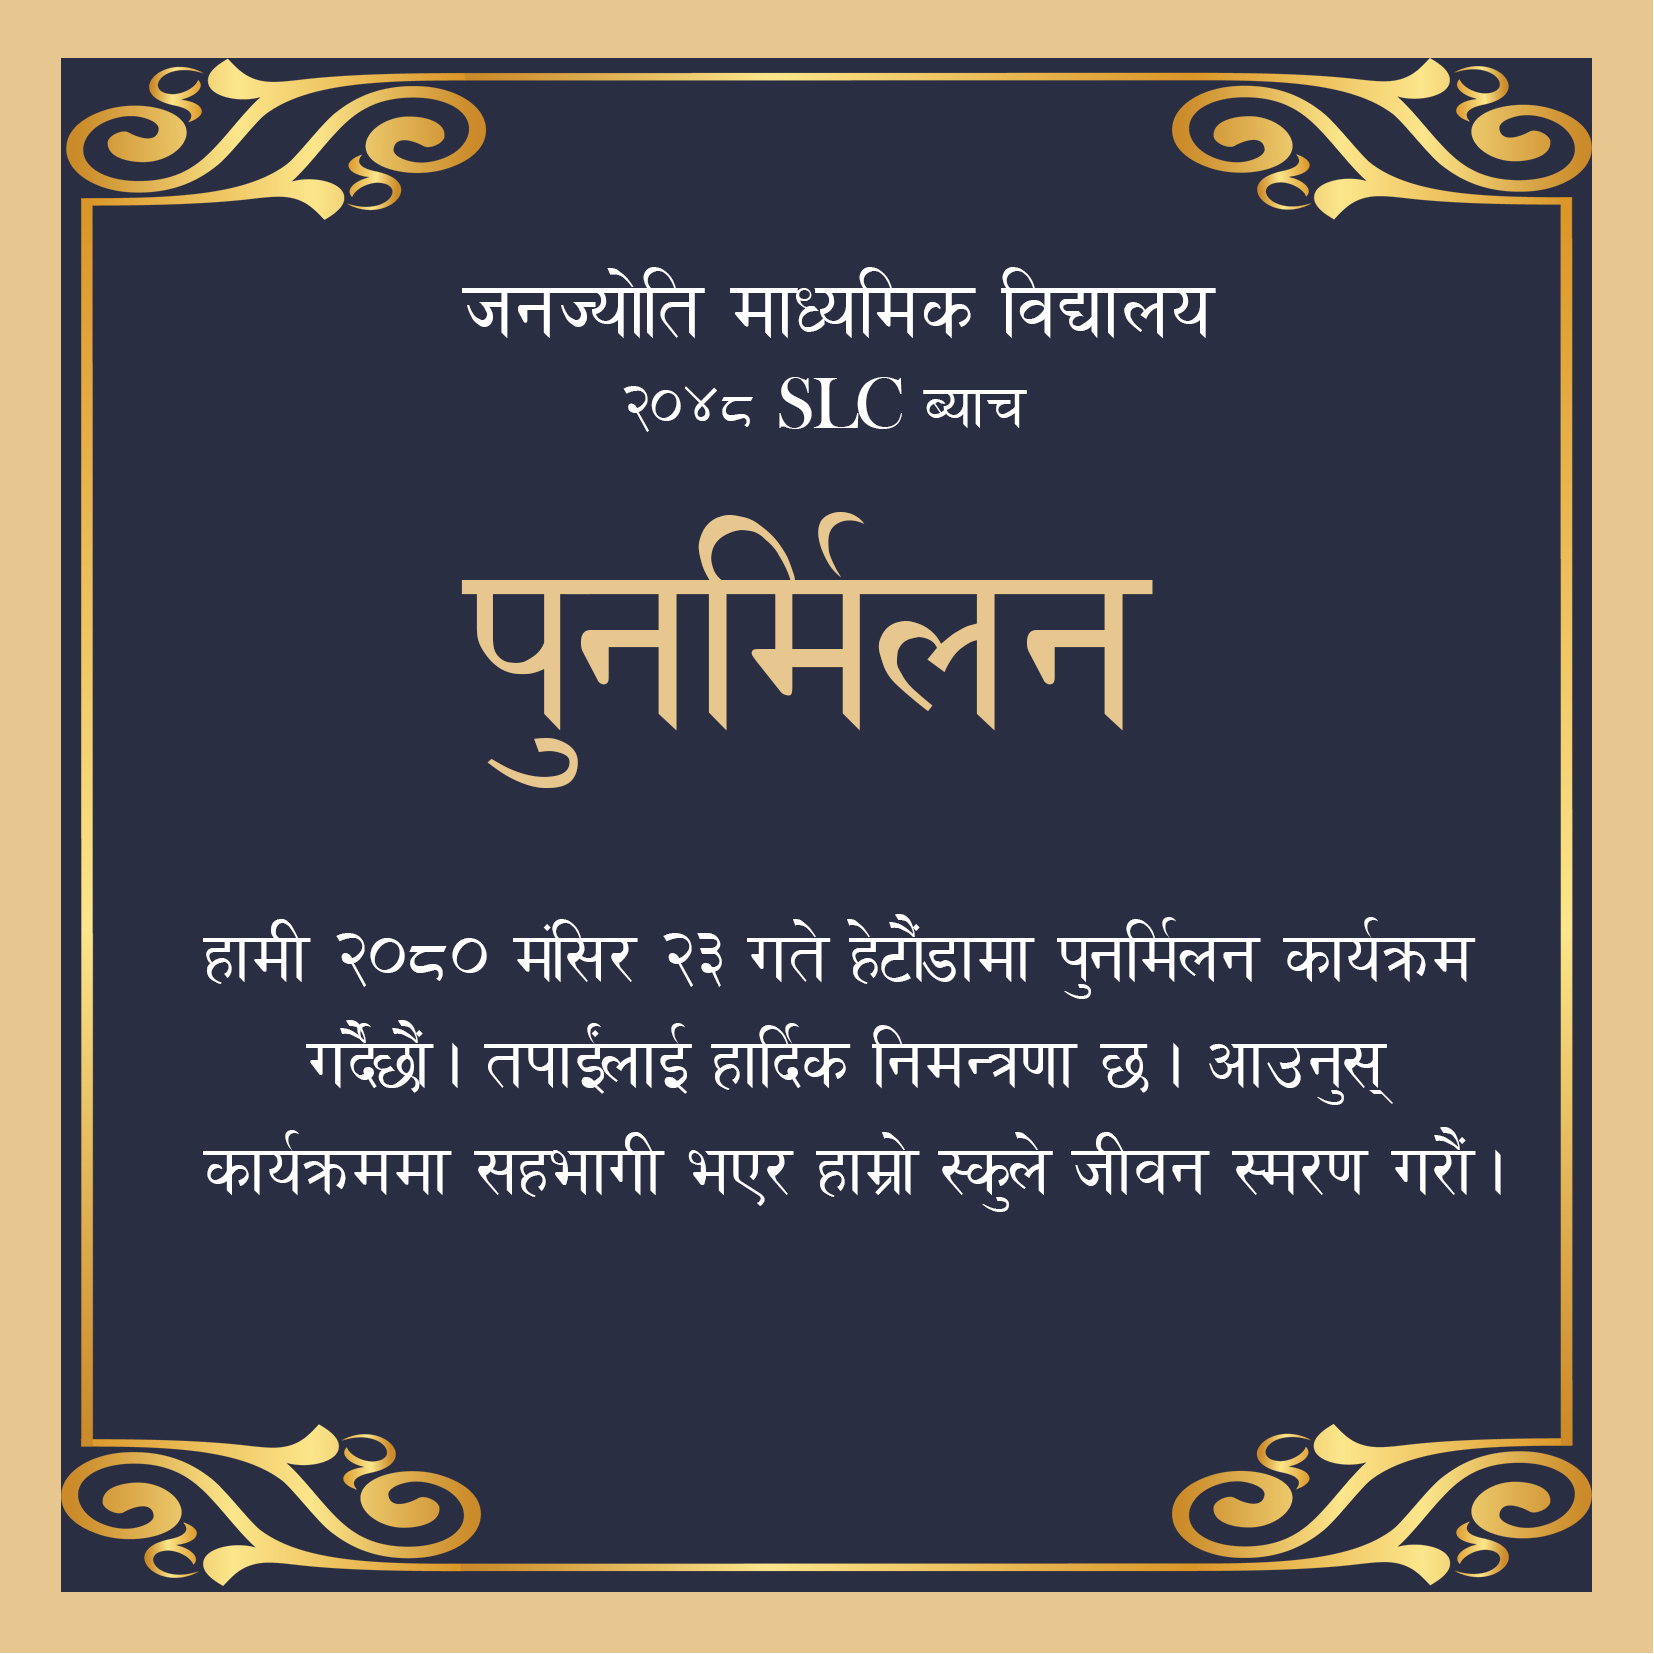 जनज्योति माध्यमिक विद्यालय
२०४८ SLC ब्याच
पुनर्मिलन
हामी २०८० मंसिर २३ गते हेटौंडामा पुनर्मिलन कार्यक्रम
गर्दैछौं। तपाईंलाई हार्दिक निमन्त्रणा छ । आउनुस्
कार्यक्रममा सहभागी भएर हाम्रो स्कुले जीवन स्मरण गरौं ।